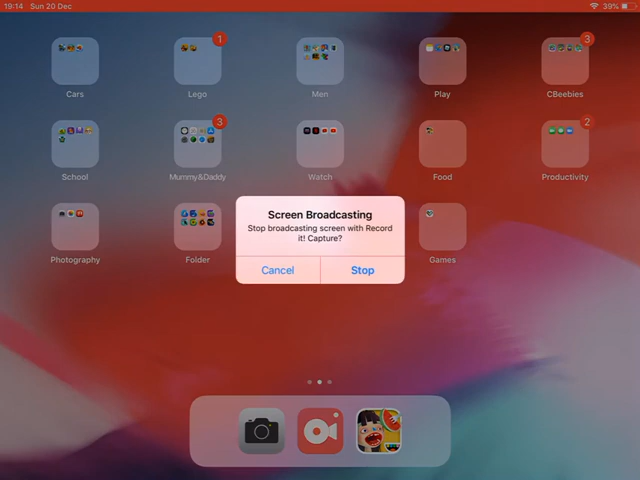 19:14 Sun 20 Dec 39%
1 3
Cars Lego Men Play CBeebies
3 2
School Mummy&Daddy Watch Food Productivity
Screen Broadcasting
Stop broadcasting screen with Record
it! Capture?
Photography Folder Games
Cancel Stop